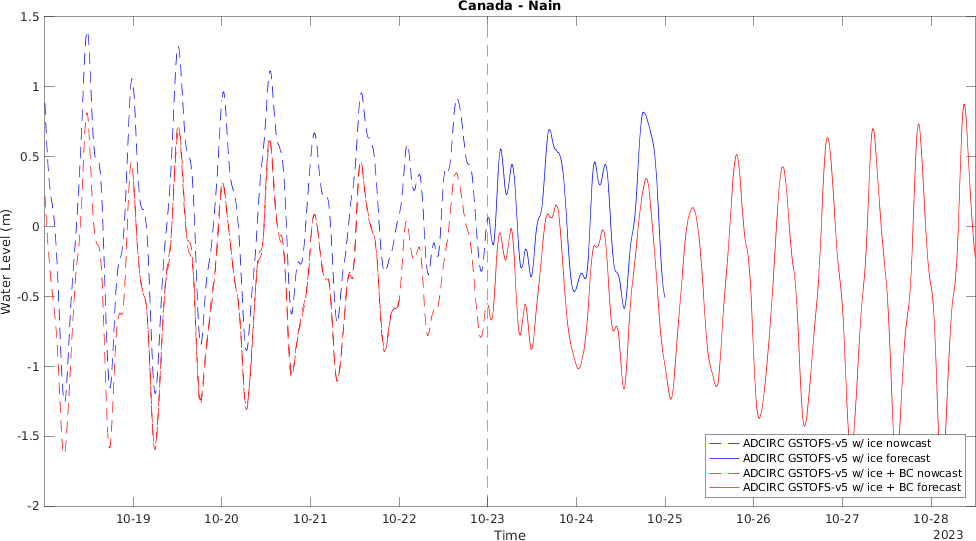 Canada - Nain
1.5
1
0.5
0
-0.5
-1
-1.5
-2
Water Level (m)
10-19 10-20 10-21 10-22 10-23 10-24 10-25 10-26 10-27 10-28
Time
2023
ADCIRC GSTOFS-v5 w/ ice nowcast
ADCIRC GSTOFS-v5 w/ ice forecast
ADCIRC GSTOFS-v5 w/ ice + BC nowcast
ADCIRC GSTOFS-v5 w/ ice + BC forecast